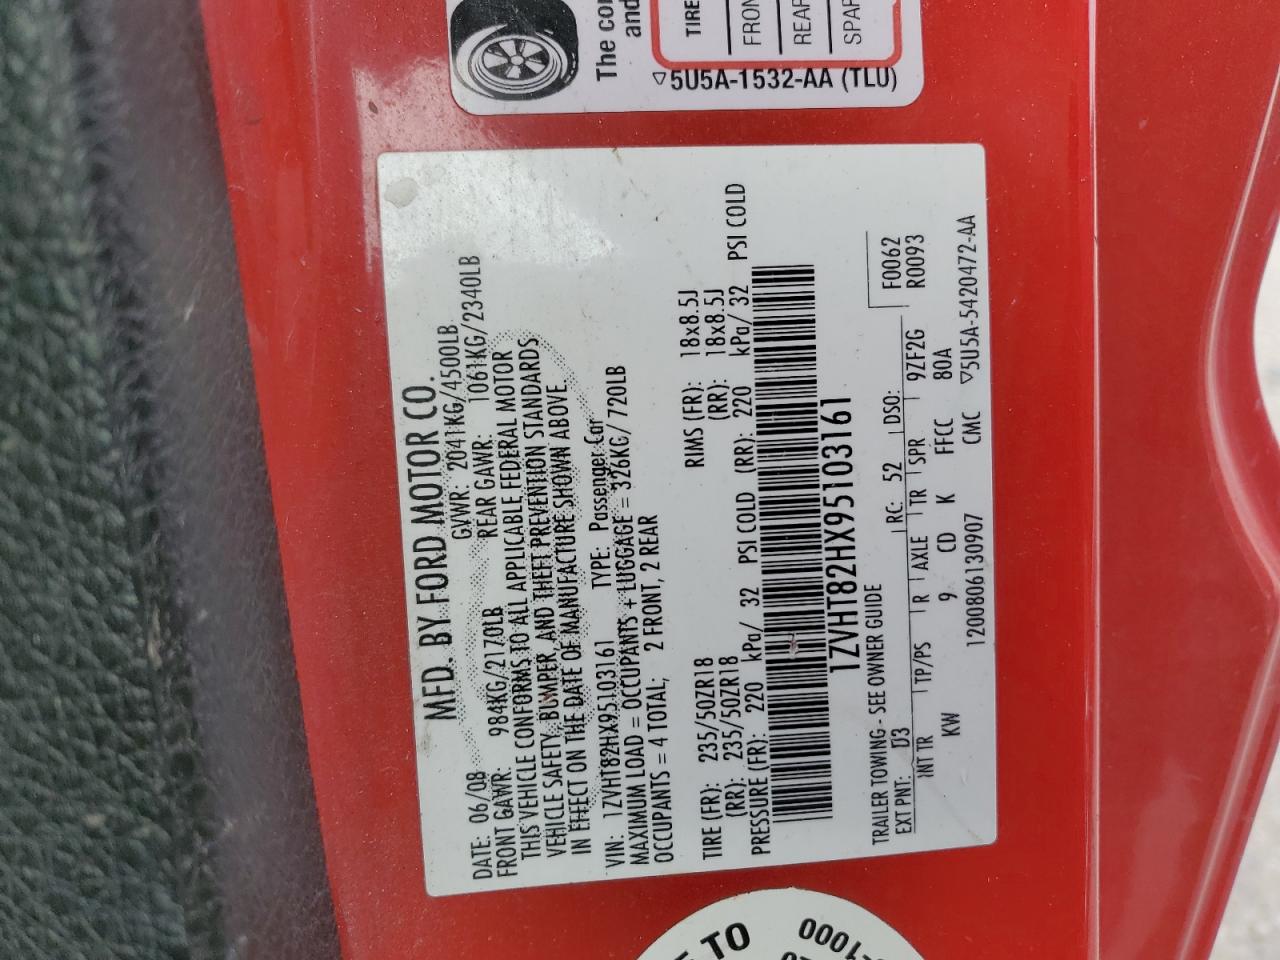 The
and
TIRE
REAR
5U5A-1532-AA (TLU)
MFD. BY FORD MOTOR CO.
DATE: 06/08 GVWR: 2041KG/4500LB
FRONT GAWR: 984KG/2170LB REAR GAWR: 1061KG/2340LB
THIS VEHICLE CONFORMS TO ALL APPLICABLE FEDERAL MOTOR
VEHICLE SAFETY, BUMPER, AND THEFT PREVENTION STANDARDS
IN EFFECT ON THE DATE OF MANUFACTURE SHOWN ABOVE.
VIN: 1ZVHT82HX95103161 TYPE: Passenger Car
MAXIMUM LOAD = OCCUPANTS + LUGGAGE = 326KG/720LB
OCCUPANTS = 4 TOTAL; 2 FRONT, 2 REAR
TIRE (FR): 235/50ZR18 RIMS (FR): 18x8.5J
(RR): 235/50ZR18 (RR): 18x8.5J
PRESSURE (FR): 220 kPa/ 32 PSI COLD (RR): 220 kPa/ 32 PSI COLD
1ZVHT82HX95103161
TRAILER TOWING - SEE OWNER GUIDE F0062
EXT PNT: D3 RC: 52 DSO: R0093
INT TR TP/PS R AXLE TR SPR 9ZF2G
KW 9 CD K FFCC 80A
1200806130907 CMC ▽5U5A-5420472-AA
TO